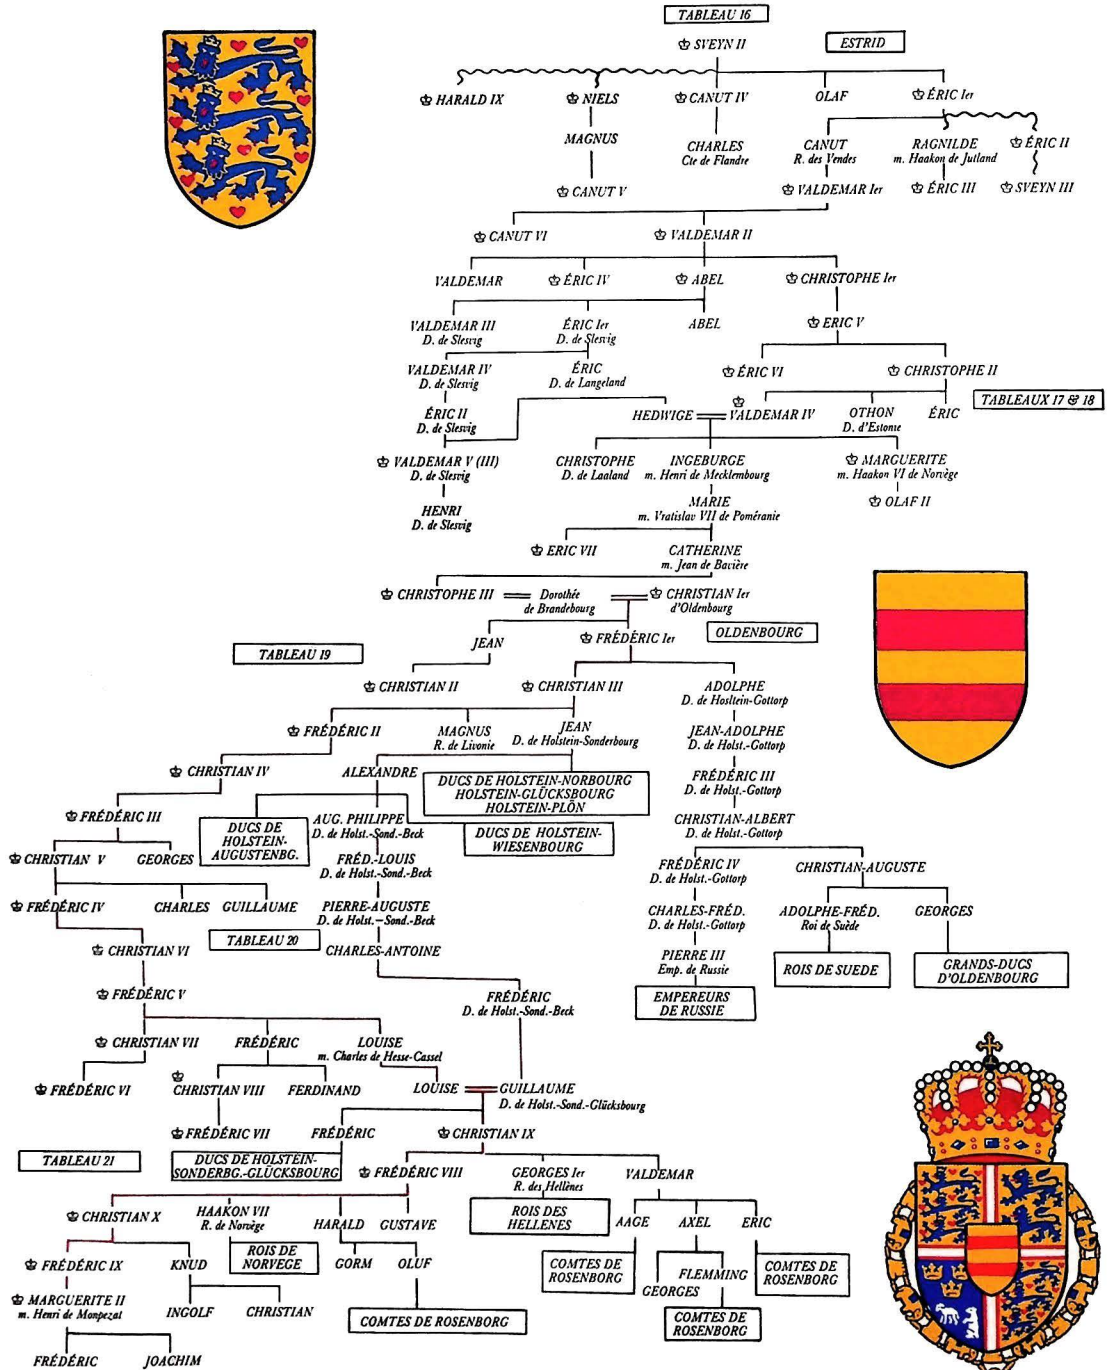 TABLEAU 16
SVEYN II
ESTRID
HARALD IX
NIELS
CANUT IV
OLAF
ÉRIC Ier
MAGNUS
CHARLES
Cte de Flandre
CANUT
R. des Vendes
RAGNILDE
m. Haakon de Jutland
ÉRIC II
CANUT V
VALDEMAR Ier
ÉRIC III
SVEYN III
CANUT VI
VALDEMAR II
VALDEMAR
ÉRIC IV
ABEL
CHRISTOPHE Ier
VALDEMAR III
D. de Slesvig
ÉRIC Ier
D. de Slesvig
ABEL
ERIC V
VALDEMAR IV
D. de Slesvig
ÉRIC
D. de Langeland
ÉRIC VI
CHRISTOPHE II
TABLEAUX 17 & 18
ÉRIC II
D. de Slesvig
HEDWIGE
VALDEMAR IV
OTHON
D. d'Estonie
ÉRIC
VALDEMAR V (III)
D. de Slesvig
CHRISTOPHE
D. de Laaland
INGEBURGE
m. Henri de Mecklembourg
MARGUERITE
m. Haakon VI de Norvège
HENRI
D. de Slesvig
MARIE
m. Vratislav VII de Poméranie
OLAF II
ERIC VII
CATHERINE
m. Jean de Bavière
CHRISTOPHE III
Dorothée
de Brandebourg
CHRISTIAN Ier
d'Oldenbourg
JEAN
FRÉDÉRIC Ier
OLDENBOURG
TABLEAU 19
CHRISTIAN II
CHRISTIAN III
ADOLPHE
D. de Hosltein-Gottorp
FRÉDÉRIC II
MAGNUS
R. de Livonie
JEAN
D. de Holstein-Sonderbourg
JEAN-ADOLPHE
D. de Holst.-Gottorp
CHRISTIAN IV
ALEXANDRE
DUCS DE HOLSTEIN-NORBOURG
HOLSTEIN-GLÜCKSBOURG
HOLSTEIN-PLÖN
FRÉDÉRIC III
D. de Holst.-Gottorp
FRÉDÉRIC III
DUCS DE
HOLSTEIN-
AUGUSTENBG.
AUG. PHILIPPE
D. de Holst.-Sond.-Beck
DUCS DE HOLSTEIN-
WIESENBOURG
CHRISTIAN-ALBERT
D. de Holst.-Gottorp
CHRISTIAN V
GEORGES
FRÉD.-LOUIS
D. de Holst.-Sond.-Beck
FRÉDÉRIC IV
D. de Holst.-Gottorp
CHRISTIAN-AUGUSTE
FRÉDÉRIC IV
CHARLES
GUILLAUME
PIERRE-AUGUSTE
D. de Holst.-Sond.-Beck
CHARLES-FRÉD.
D. de Holst.-Gottorp
ADOLPHE-FRÉD.
Roi de Suède
GEORGES
CHRISTIAN VI
TABLEAU 20
CHARLES-ANTOINE
PIERRE III
Emp. de Russie
ROIS DE SUEDE
GRANDS-DUCS
D'OLDENBOURG
FRÉDÉRIC V
FRÉDÉRIC
D. de Holst.-Sond.-Beck
EMPEREURS
DE RUSSIE
CHRISTIAN VII
FRÉDÉRIC
LOUISE
m. Charles de Hesse-Cassel
FRÉDÉRIC VI
CHRISTIAN VIII
FERDINAND
LOUISE
GUILLAUME
D. de Holst.-Sond.-Glücksbourg
FRÉDÉRIC VII
FRÉDÉRIC
CHRISTIAN IX
TABLEAU 21
DUCS DE HOLSTEIN-
SONDERBG.-GLÜCKSBOURG
FRÉDÉRIC VIII
GEORGES Ier
R. des Hellènes
VALDEMAR
CHRISTIAN X
HAAKON VII
R. de Norvège
HARALD
GUSTAVE
ROIS DES
HELLENES
AAGE
AXEL
ERIC
FRÉDÉRIC IX
KNUD
ROIS DE
NORVEGE
GORM
OLUF
COMTES DE
ROSENBORG
GEORGES
FLEMMING
COMTES DE
ROSENBORG
MARGUERITE II
m. Henri de Monpezat
INGOLF
CHRISTIAN
COMTES DE ROSENBORG
COMTES DE
ROSENBORG
FRÉDÉRIC
JOACHIM